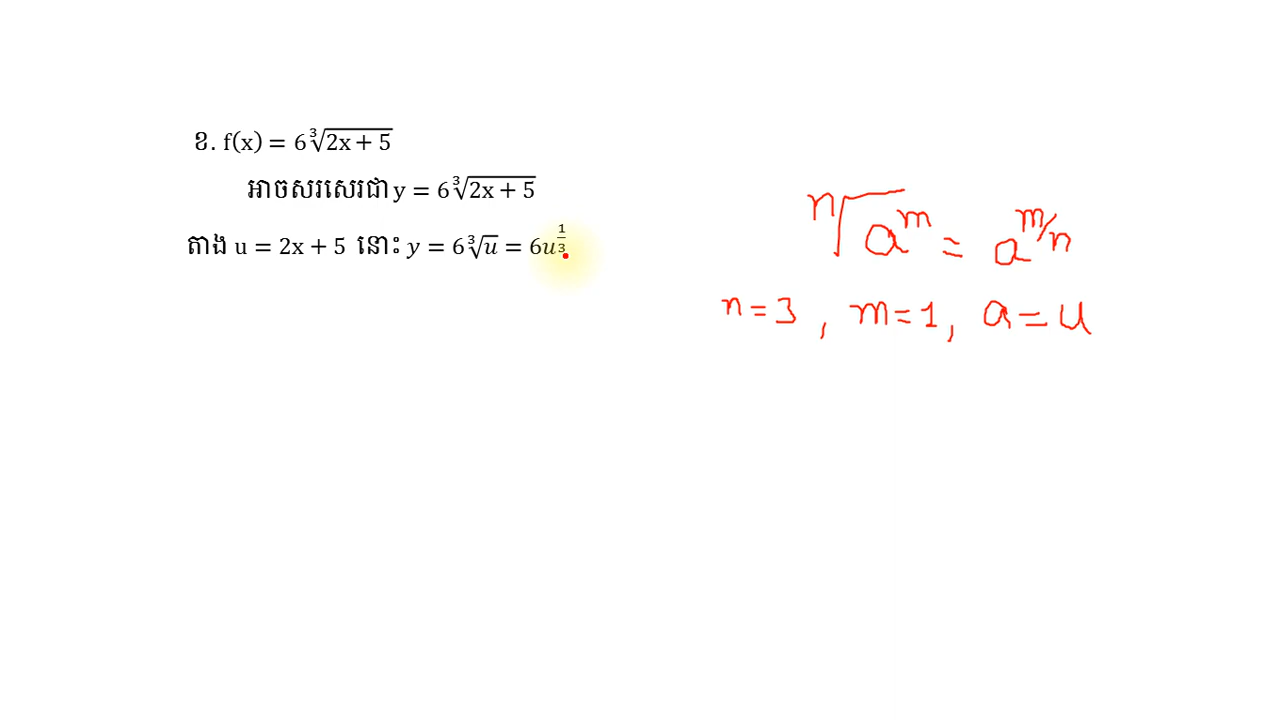 ខ. f(x) = 6∛(2x + 5)
អាចសរសេរជា y = 6∛(2x + 5)
តាង u = 2x + 5 នោះ y = 6∛u = 6u^(1/3)
ⁿ√(a^m) = a^(m/n)
n = 3 , m = 1 , a = u